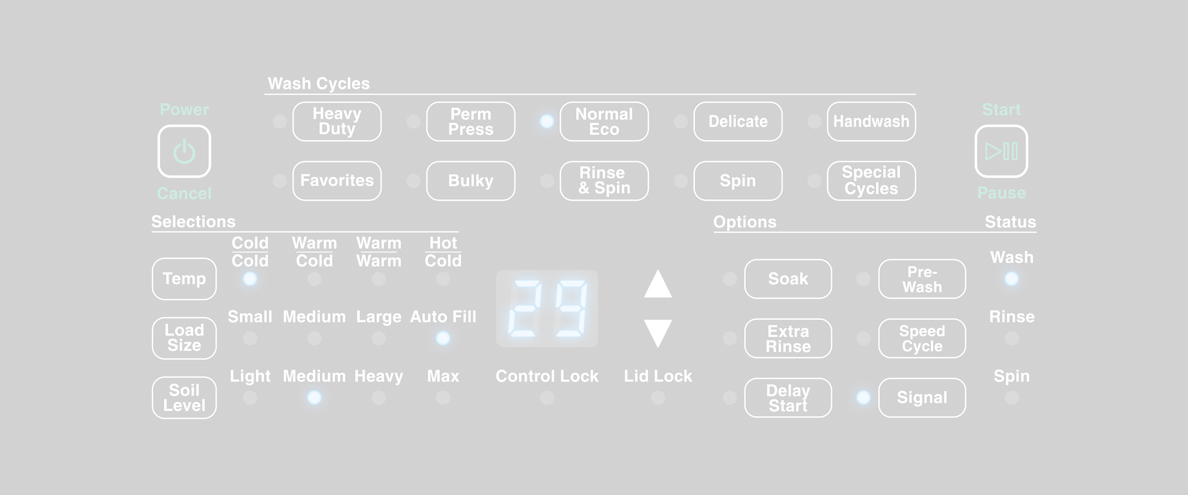 Wash Cycles
Power
Cancel
Heavy
Duty
Perm
Press
Normal
Eco
Delicate
Handwash
Favorites
Bulky
Rinse
& Spin
Spin
Special
Cycles
Start
Pause
Selections
Cold
Cold
Warm
Cold
Warm
Warm
Hot
Cold
Temp
Small Medium Large Auto Fill
Load
Size
Light Medium Heavy Max
Soil
Level
29
Control Lock
Lid Lock
Options
Soak
Pre-
Wash
Extra
Rinse
Speed
Cycle
Delay
Start
Signal
Status
Wash
Rinse
Spin